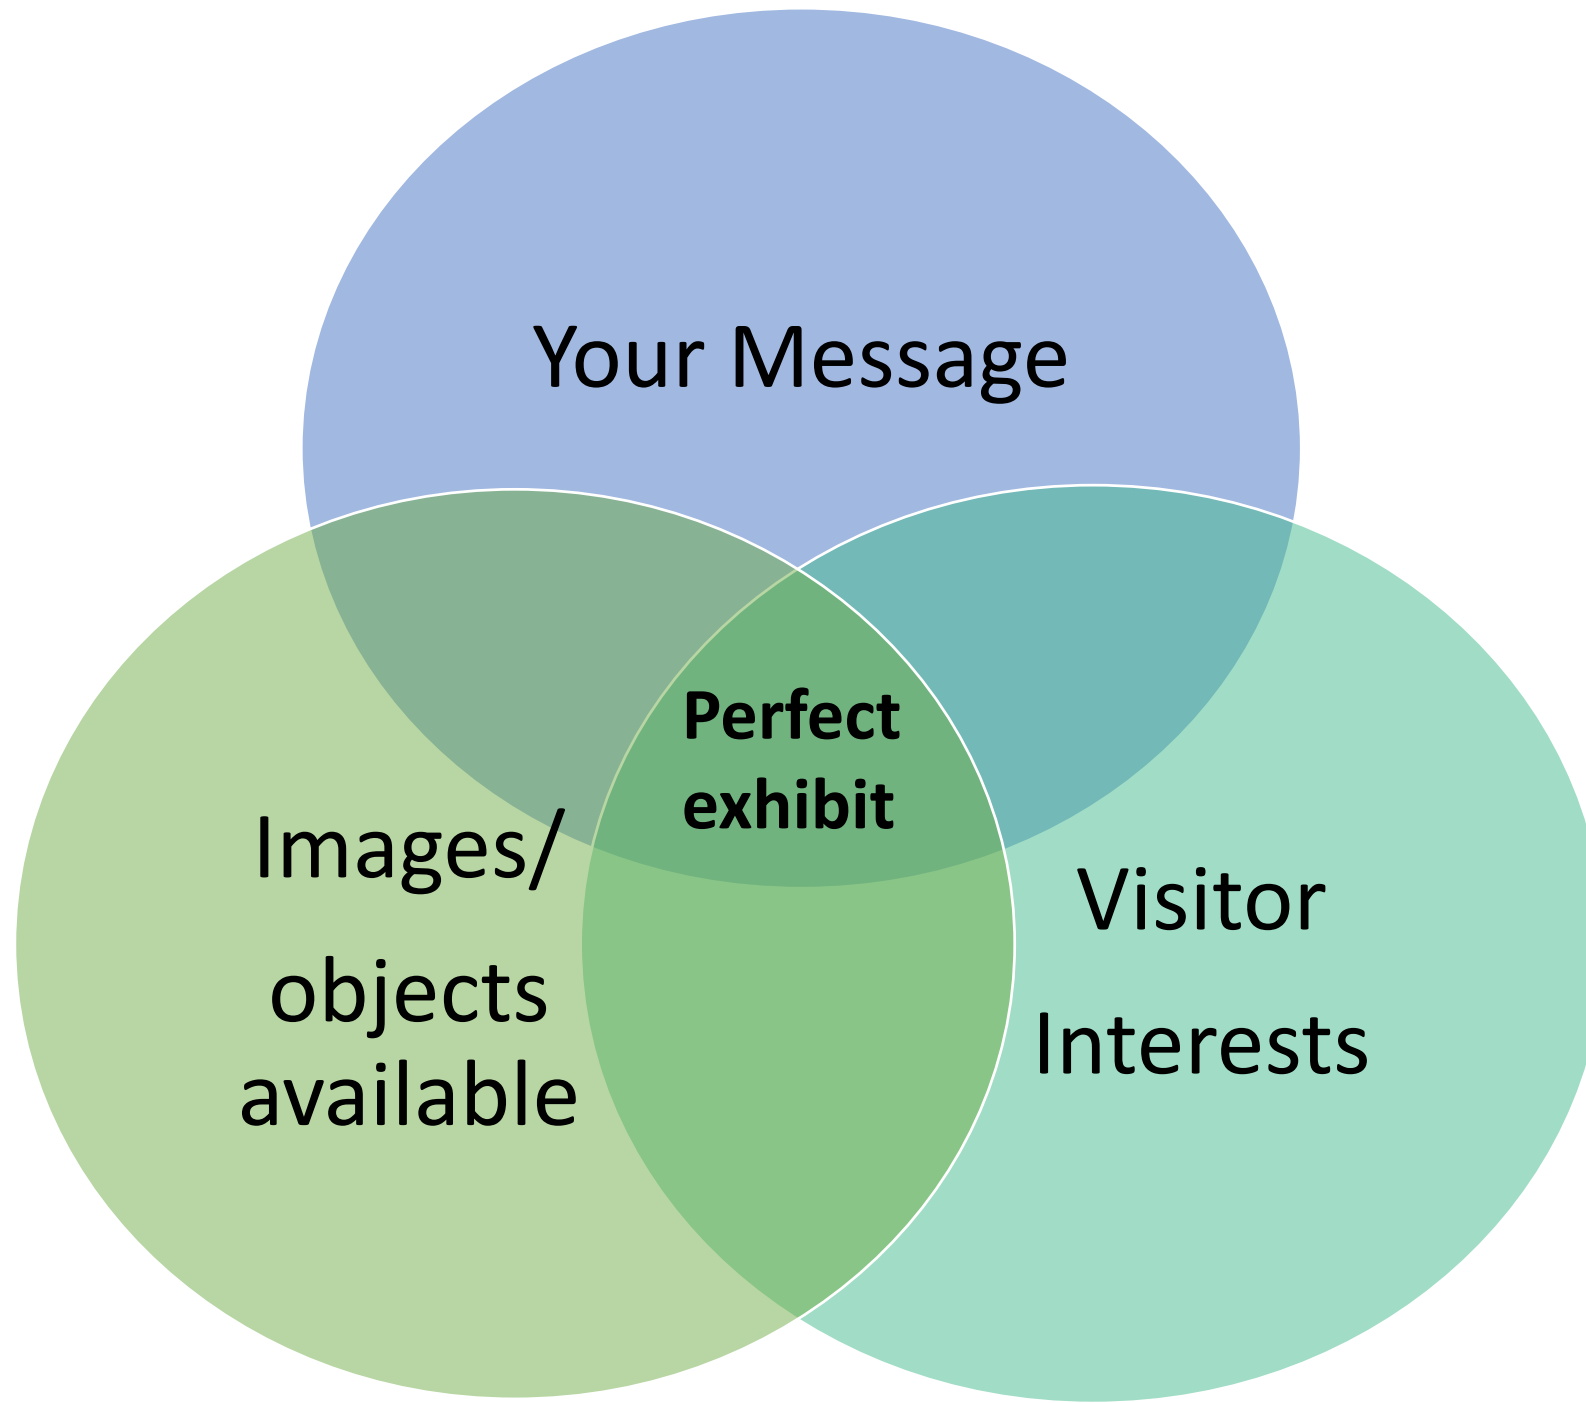 Your Message
Perfect
exhibit
Images/
objects
available
Visitor
Interests